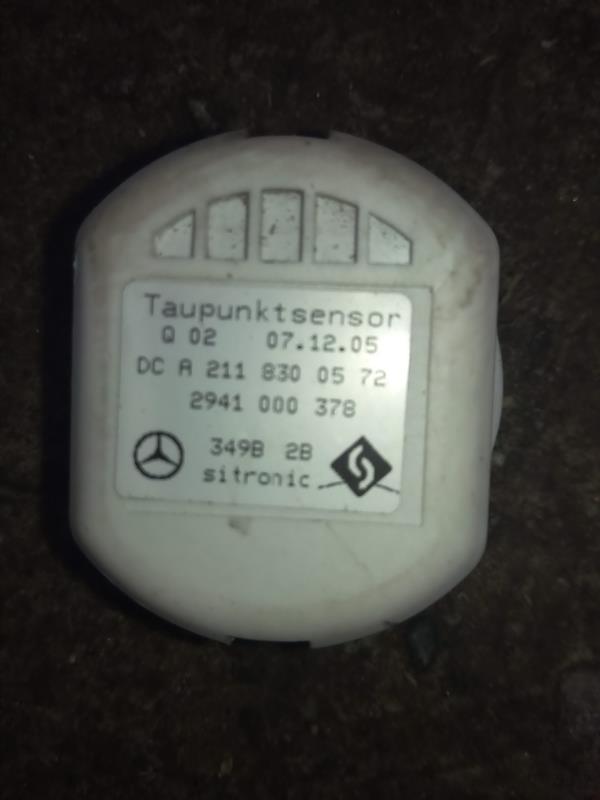 Taupunktsensor
Q 02 07.12.05
DC A 211 830 05 72
2941 000 378
349B 2B
sitronic